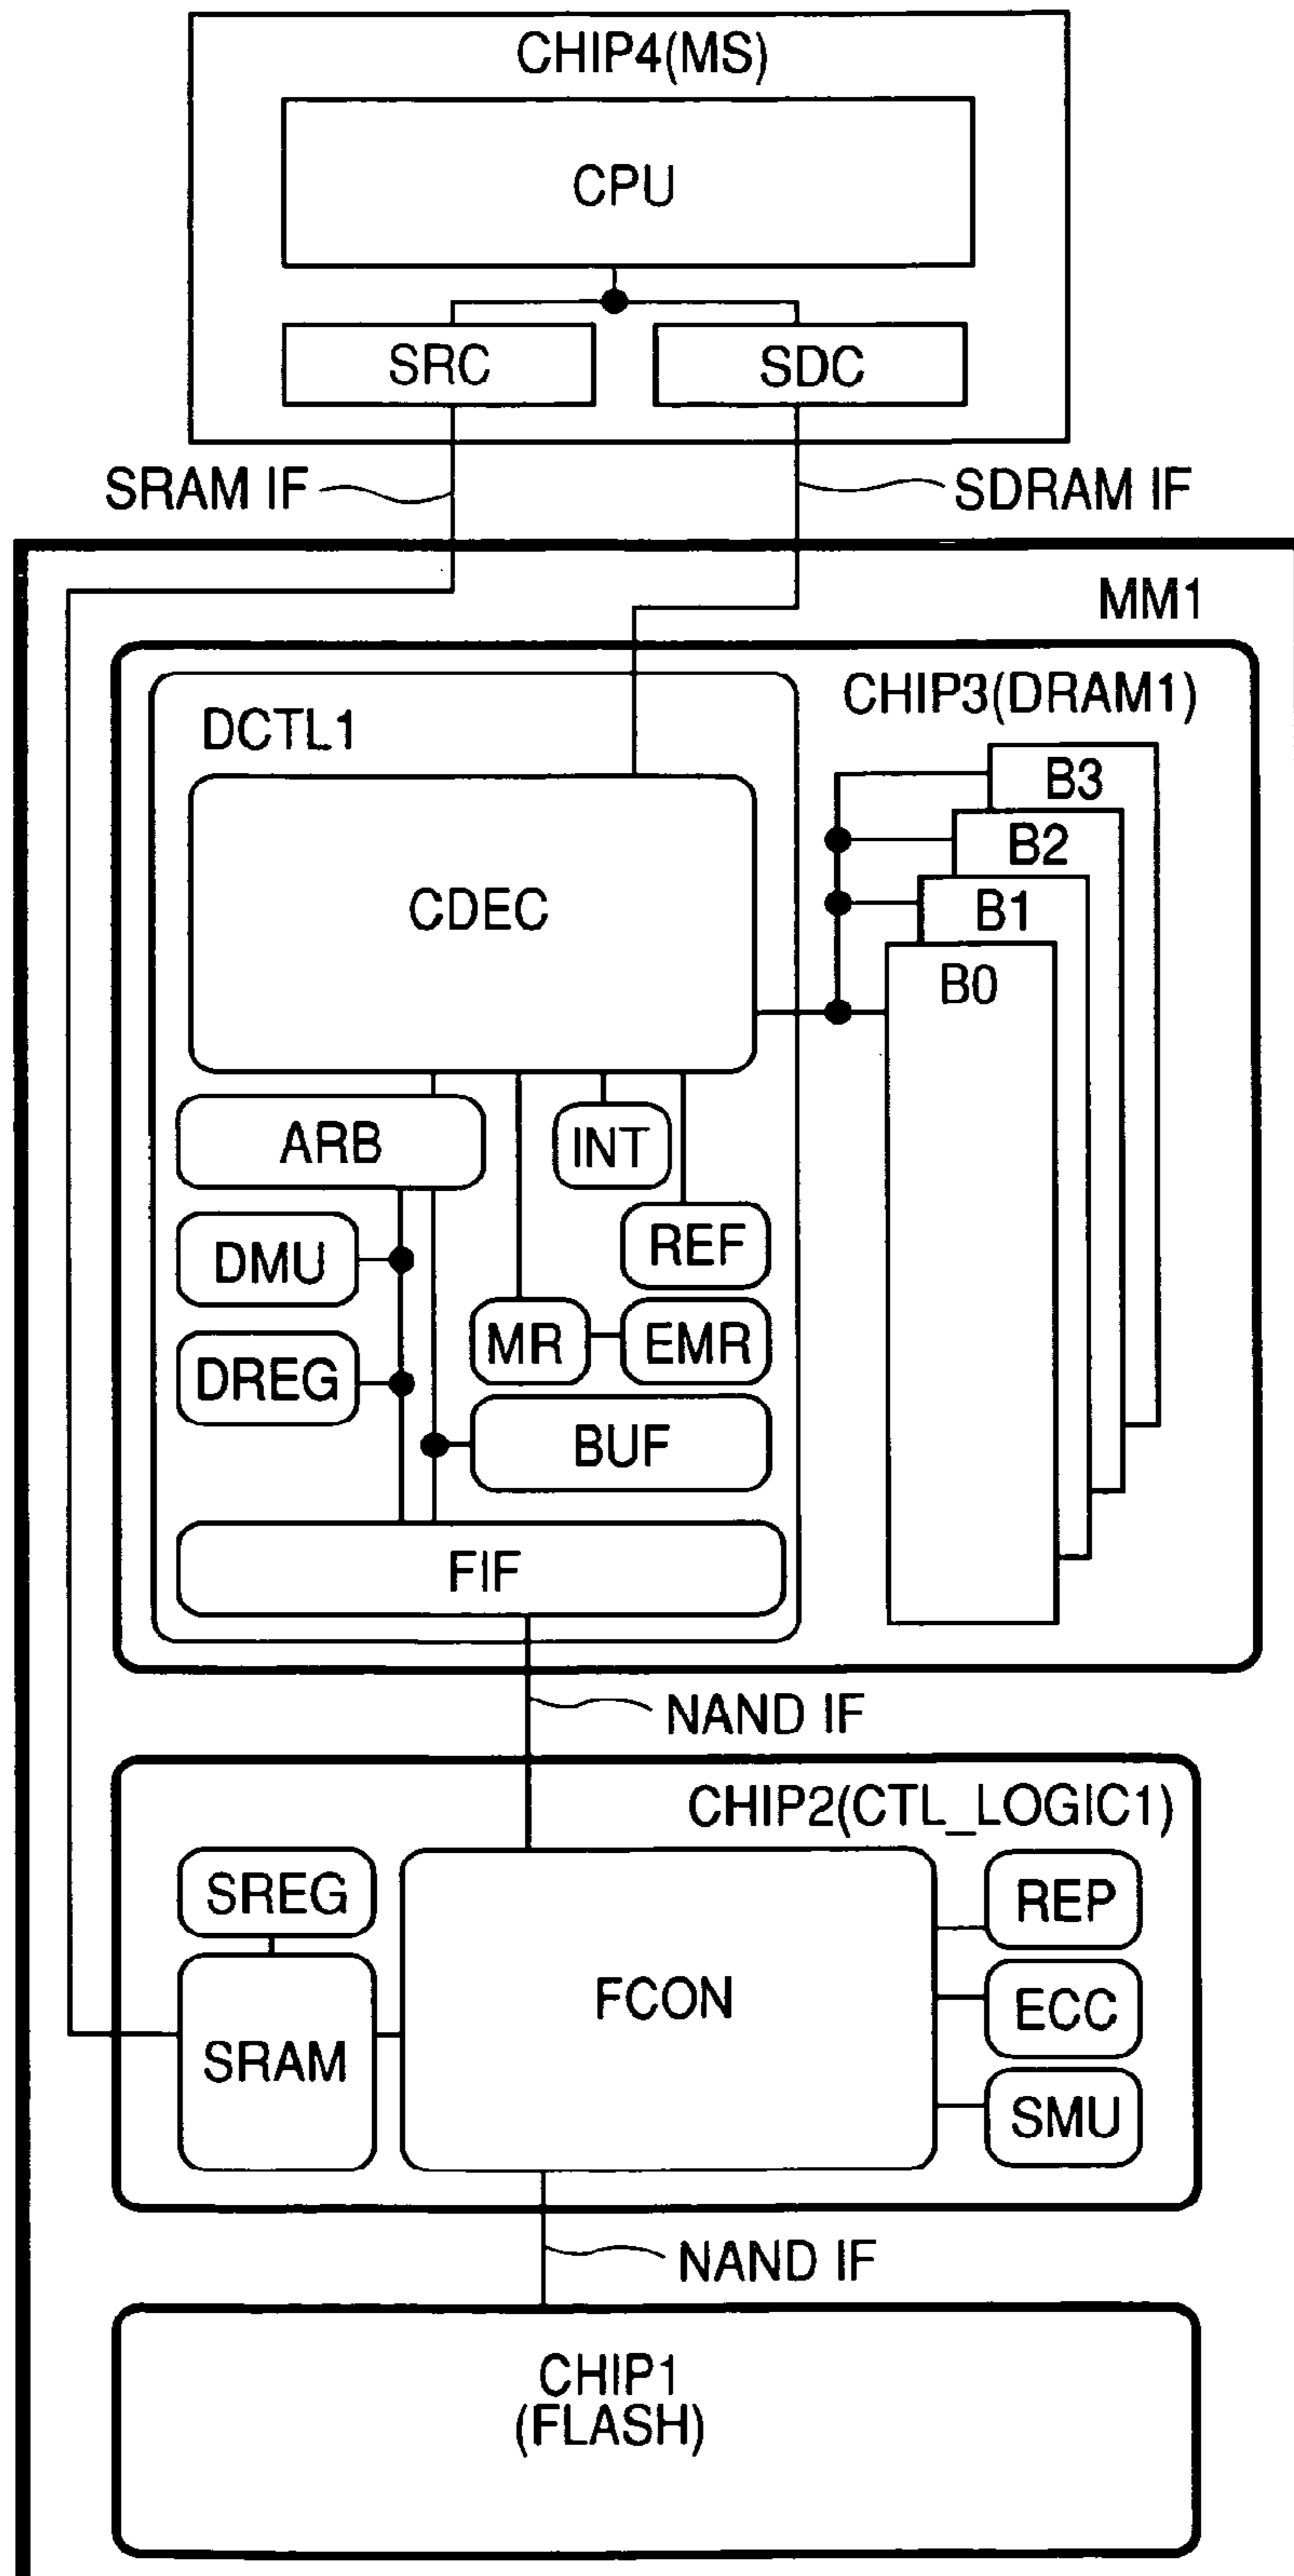 CHIP4(MS)
CPU
SRC
SDC
SRAM IF
SDRAM IF
MM1
CHIP3(DRAM1)
DCTL1
B3
B2
CDEC
B1
B0
ARB
INT
DMU
REF
MR
EMR
DREG
BUF
FIF
NAND IF
CHIP2(CTL_LOGIC1)
SREG
REP
FCON
ECC
SRAM
SMU
NAND IF
CHIP1
(FLASH)